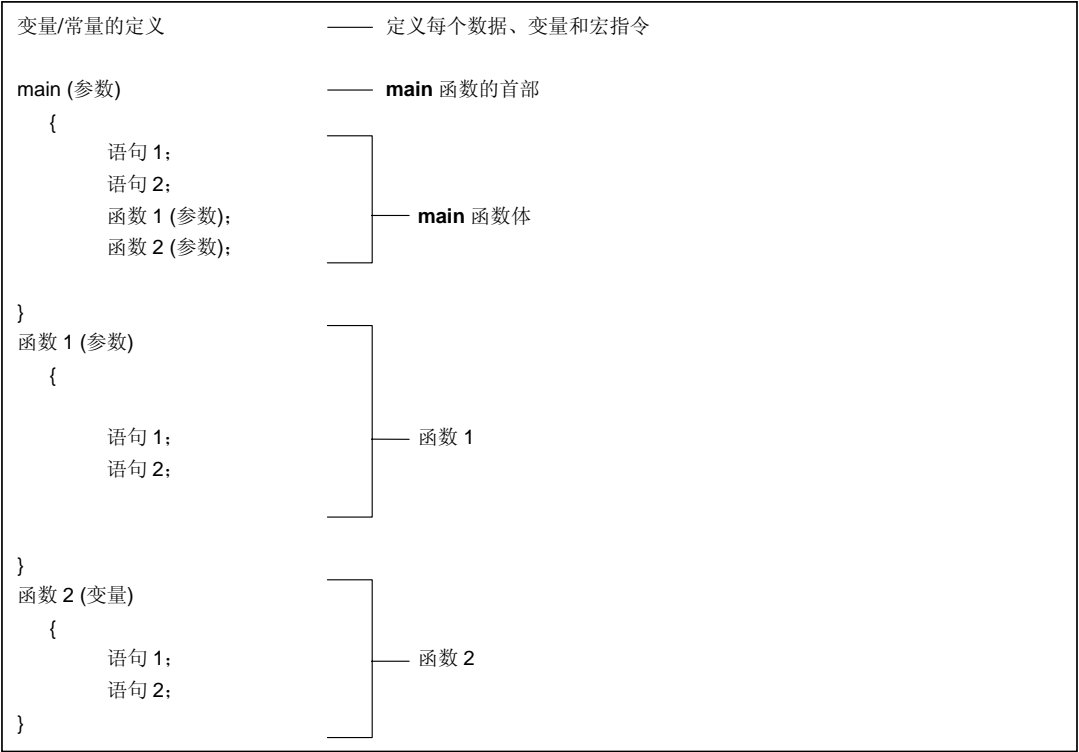 变量/常量的定义 定义每个数据、变量和宏指令
main (参数) main 函数的首部
{
语句 1;
语句 2;
函数 1 (参数);
main 函数体
函数 2 (参数);
}
函数 1 (参数)
{
语句 1;
函数 1
语句 2;
}
函数 2 (变量)
{
语句 1;
函数 2
语句 2;
}